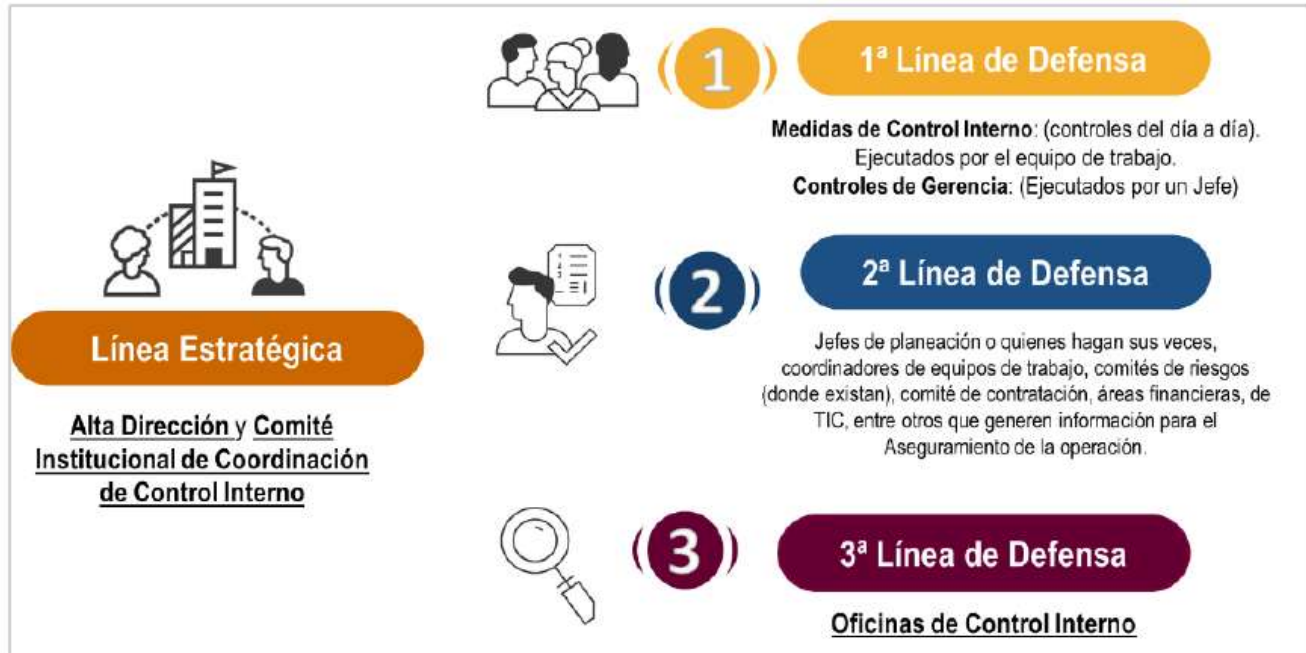 Línea Estratégica
Alta Dirección y Comité
Institucional de Coordinación
de Control Interno
1
1ª Línea de Defensa
Medidas de Control Interno: (controles del día a día).
Ejecutados por el equipo de trabajo.
Controles de Gerencia: (Ejecutados por un Jefe)
2
2ª Línea de Defensa
Jefes de planeación o quienes hagan sus veces,
coordinadores de equipos de trabajo, comités de riesgos
(donde existan), comité de contratación, áreas financieras, de
TIC, entre otros que generen información para el
Aseguramiento de la operación.
3
3ª Línea de Defensa
Oficinas de Control Interno